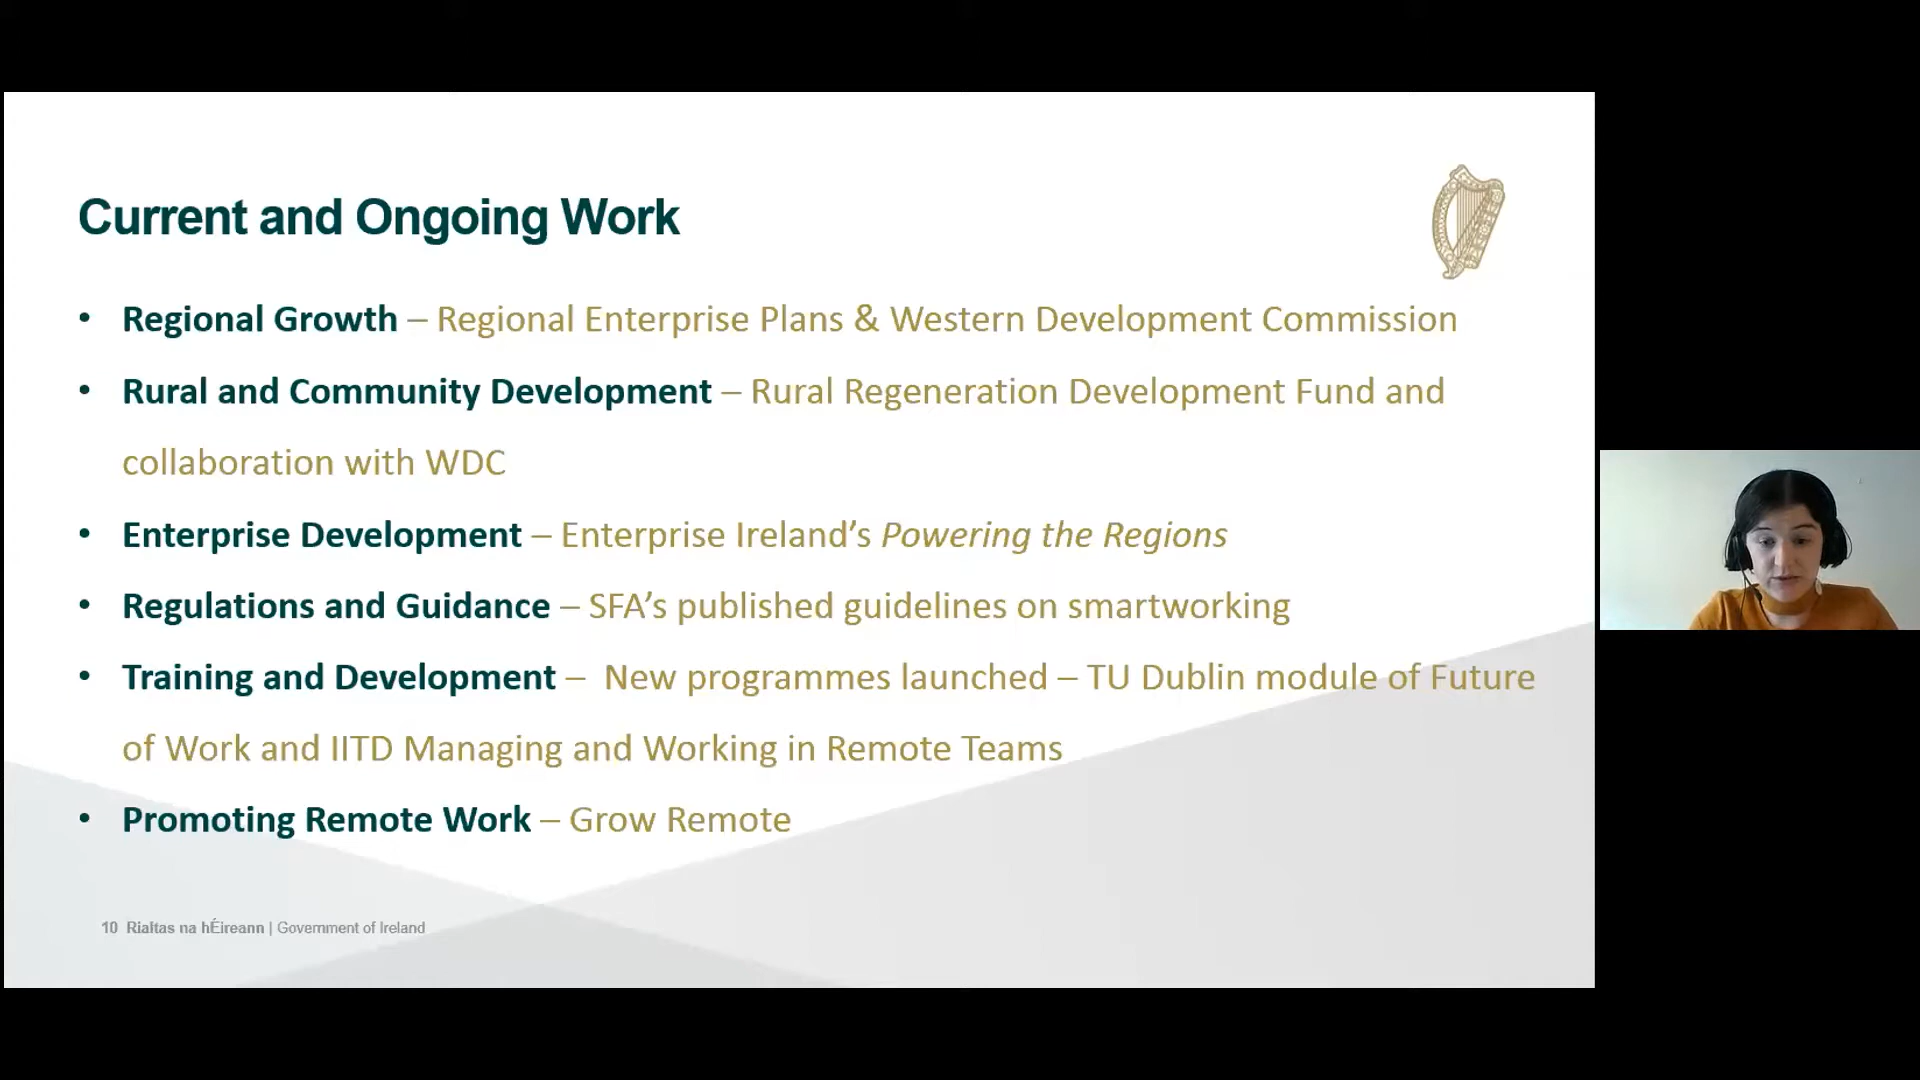 Current and Ongoing Work
• Regional Growth – Regional Enterprise Plans & Western Development Commission
• Rural and Community Development – Rural Regeneration Development Fund and
collaboration with WDC
• Enterprise Development – Enterprise Ireland’s Powering the Regions
• Regulations and Guidance – SFA’s published guidelines on smartworking
• Training and Development –  New programmes launched – TU Dublin module of Future
of Work and IITD Managing and Working in Remote Teams
• Promoting Remote Work – Grow Remote
10 Rialtas na hÉireann | Government of Ireland